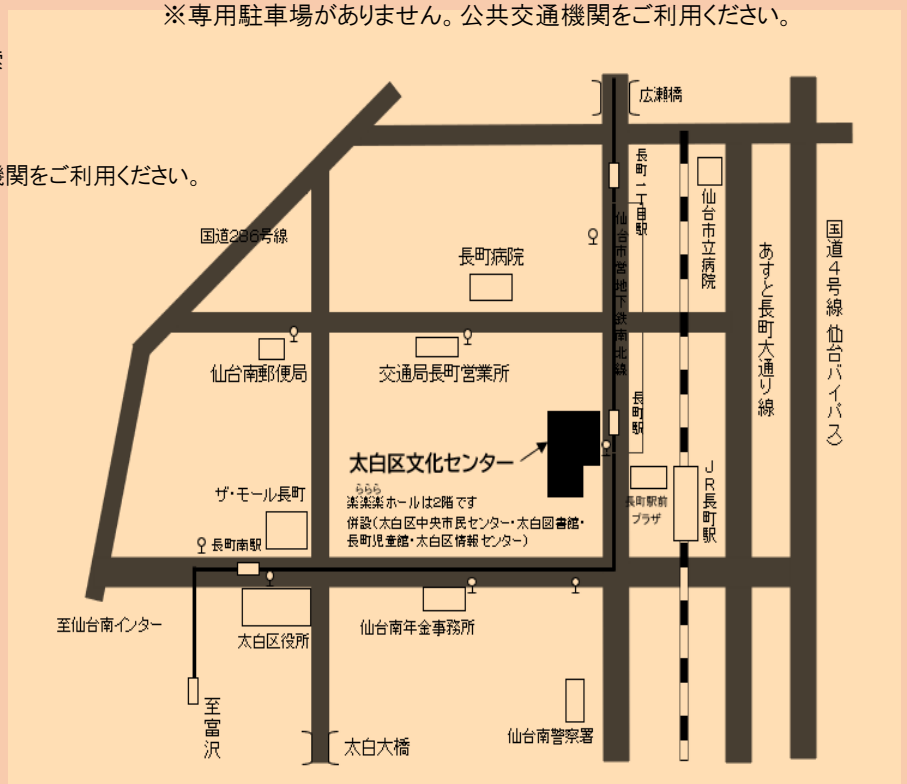 ※専用駐車場がありません。公共交通機関をご利用ください。
機関をご利用ください。
広瀬橋
長町一丁目駅
仙台市立病院
国道286号線
長町病院
仙台市営地下鉄南北線
あすと長町大通り線
国道4号線 仙台バイパス)
仙台南郵便局
交通局長町営業所
長町駅
太白区文化センター
ららら
楽楽楽ホールは2階です
併設(太白区中央市民センター・太白図書館・
長町児童館・太白区情報センター)
長町駅前
プラザ
JR長町駅
ザ・モール長町
長町南駅
至仙台南インター
太白区役所
仙台南年金事務所
至富沢
太白大橋
仙台南警察署